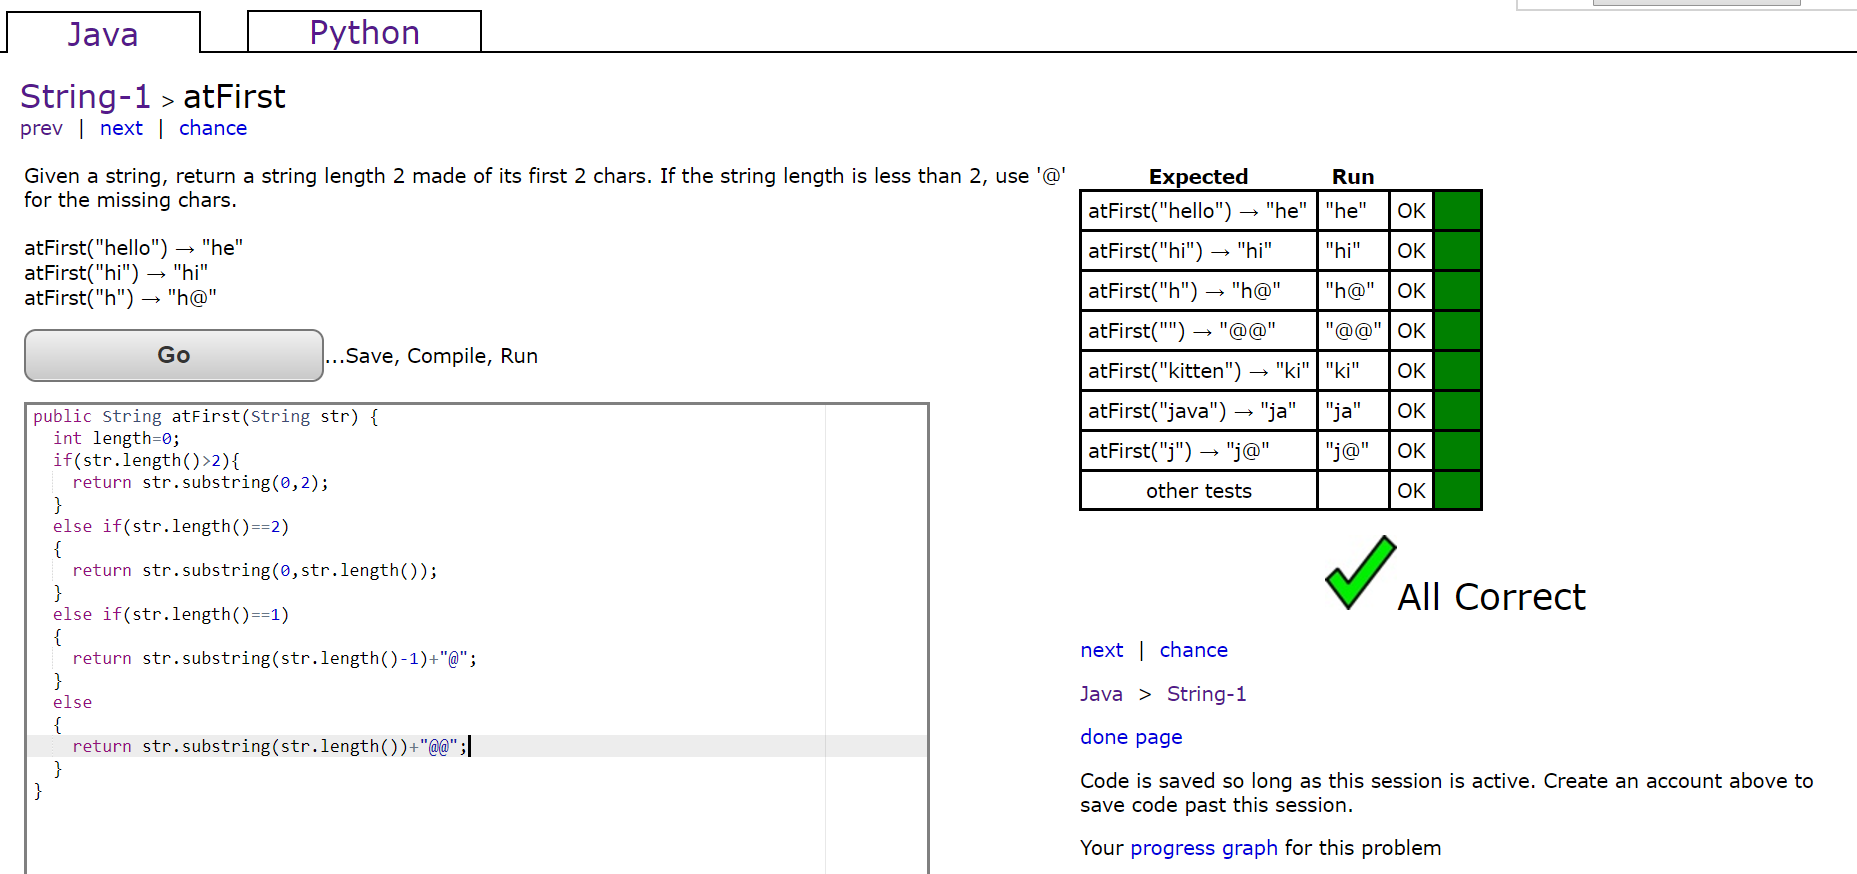 Java
Python
String-1 > atFirst
prev | next | chance
Given a string, return a string length 2 made of its first 2 chars. If the string length is less than 2, use '@'
for the missing chars.
atFirst("hello") → "he"
atFirst("hi") → "hi"
atFirst("h") → "h@"
Go ...Save, Compile, Run
public String atFirst(String str) {
  int length=0;
  if(str.length()>2){
    return str.substring(0,2);
  }
  else if(str.length()==2)
  {
    return str.substring(0,str.length());
  }
  else if(str.length()==1)
  {
    return str.substring(str.length()-1)+"@";
  }
  else
  {
    return str.substring(str.length())+"@@";
  }
}
Expected Run
atFirst("hello") → "he" "he" OK
atFirst("hi") → "hi" "hi" OK
atFirst("h") → "h@" "h@" OK
atFirst("") → "@@" "@@" OK
atFirst("kitten") → "ki" "ki" OK
atFirst("java") → "ja" "ja" OK
atFirst("j") → "j@" "j@" OK
other tests OK
All Correct
next | chance
Java > String-1
done page
Code is saved so long as this session is active. Create an account above to
save code past this session.
Your progress graph for this problem